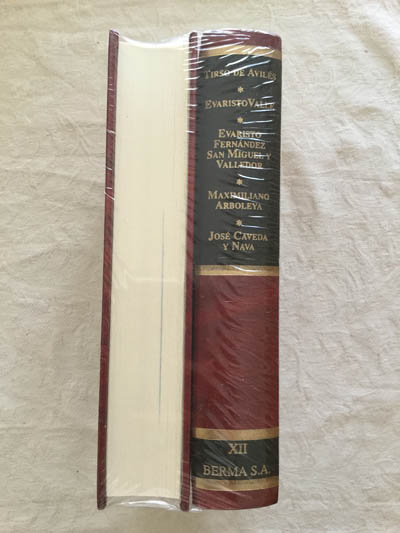 TIRSO DE AVILÉS
*
EVARISTO VALLE
*
EVARISTO
FERNÁNDEZ
SAN MIGUEL Y
VALLEDOR
*
MAXIMILIANO
ARBOLEYA
*
JOSÉ CAVEDA
Y NAVA
XII
BERMA S.A.